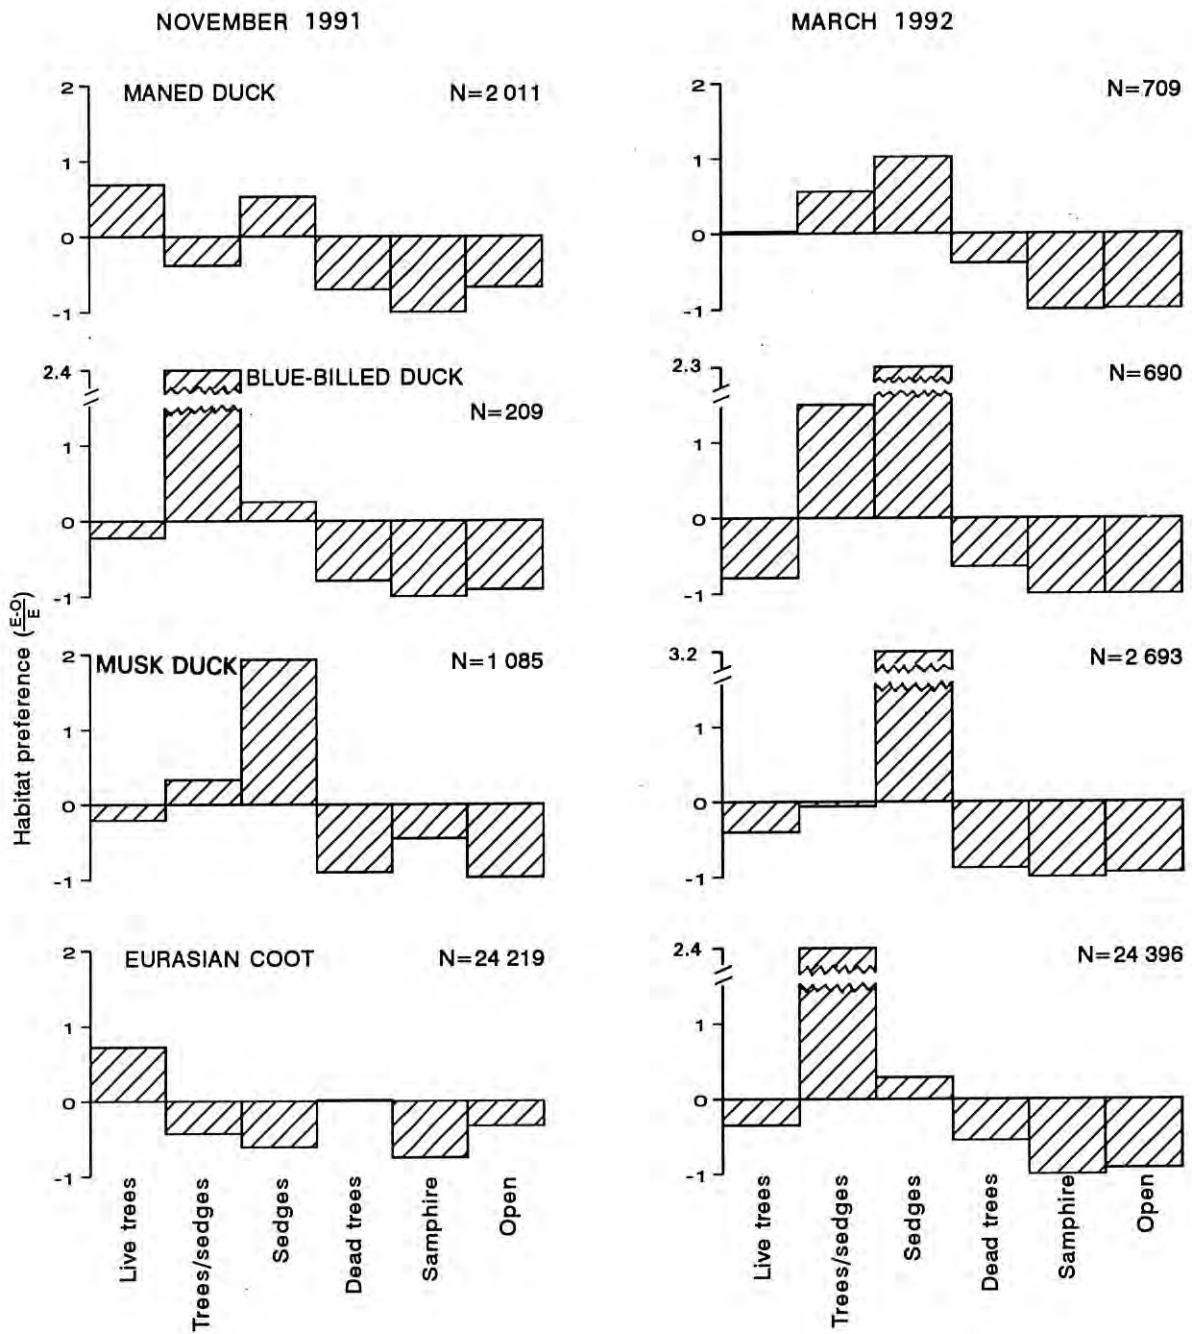 NOVEMBER 1991
MARCH 1992
MANED DUCK
N=2 011
2
1
0
-1
N=709
2
1
0
-1
BLUE-BILLED DUCK
N=209
2.4
1
0
-1
N=690
2.3
1
0
-1
Habitat preference (E-O/E)
MUSK DUCK
N=1 085
2
1
0
-1
N=2 693
3.2
1
0
-1
EURASIAN COOT
N=24 219
2
1
0
-1
N=24 396
2.4
1
0
-1
Live trees
Trees/sedges
Sedges
Dead trees
Samphire
Open
Live trees
Trees/sedges
Sedges
Dead trees
Samphire
Open